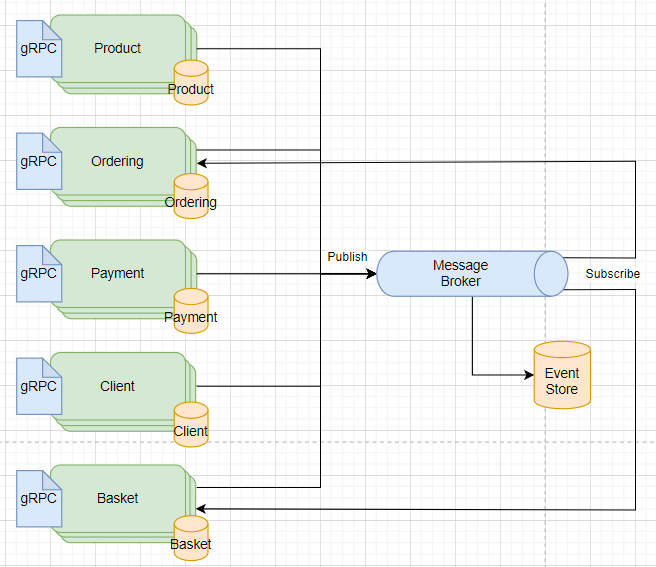 gRPC
Product
Product
gRPC
Ordering
Ordering
Publish
Message
Broker
Subscribe
gRPC
Payment
Payment
Event
Store
gRPC
Client
Client
gRPC
Basket
Basket